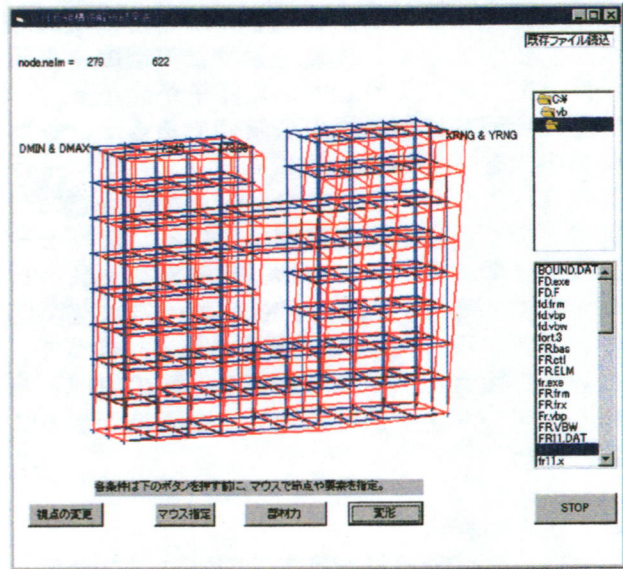 既存ファイル読込
node.nelm = 279 622
C:¥
vb
DMIN & DMAX
XRNG & YRNG
BOUND.DAT
FD.exe
FD.F
fd.frm
fd.vbp
fd.vbw
fort.3
FR.bas
FR.ctl
FR.ELM
fr.exe
FR.frm
FR.frx
Fr.vbp
FR.VBW
FR11.DAT
fr11.x
各条件は下のボタンを押す前に、マウスで節点や要素を指定。
視点の変更 マウス指定 部材力 変形 STOP